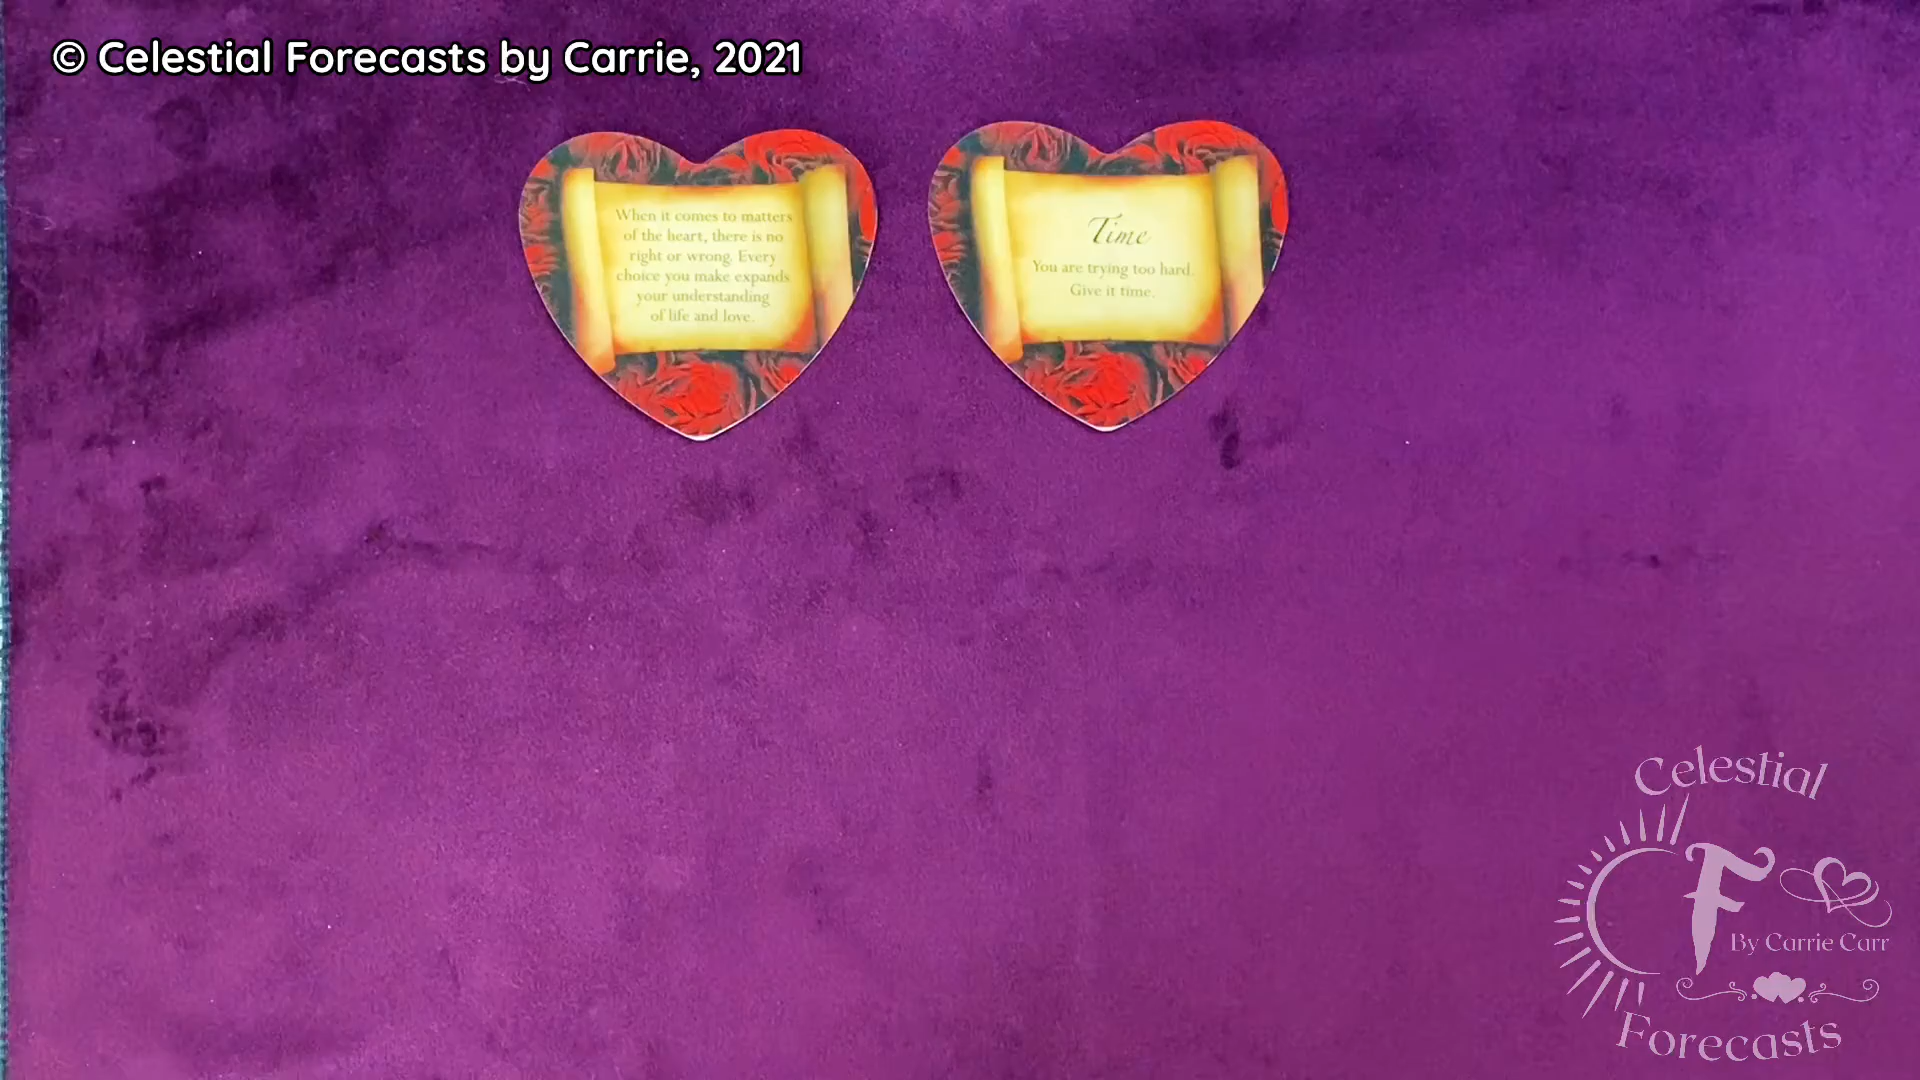 © Celestial Forecasts by Carrie, 2021
When it comes to matters
of the heart, there is no
right or wrong. Every
choice you make expands
your understanding
of life and love.
Time
You are trying too hard.
Give it time.
Celestial
F
By Carrie Carr
Forecasts